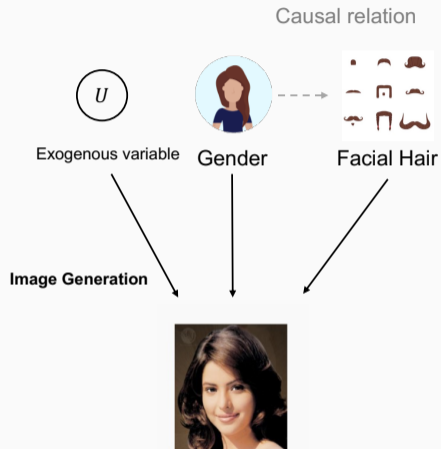 Causal relation
U
Exogenous variable
Gender
Facial Hair
Image Generation